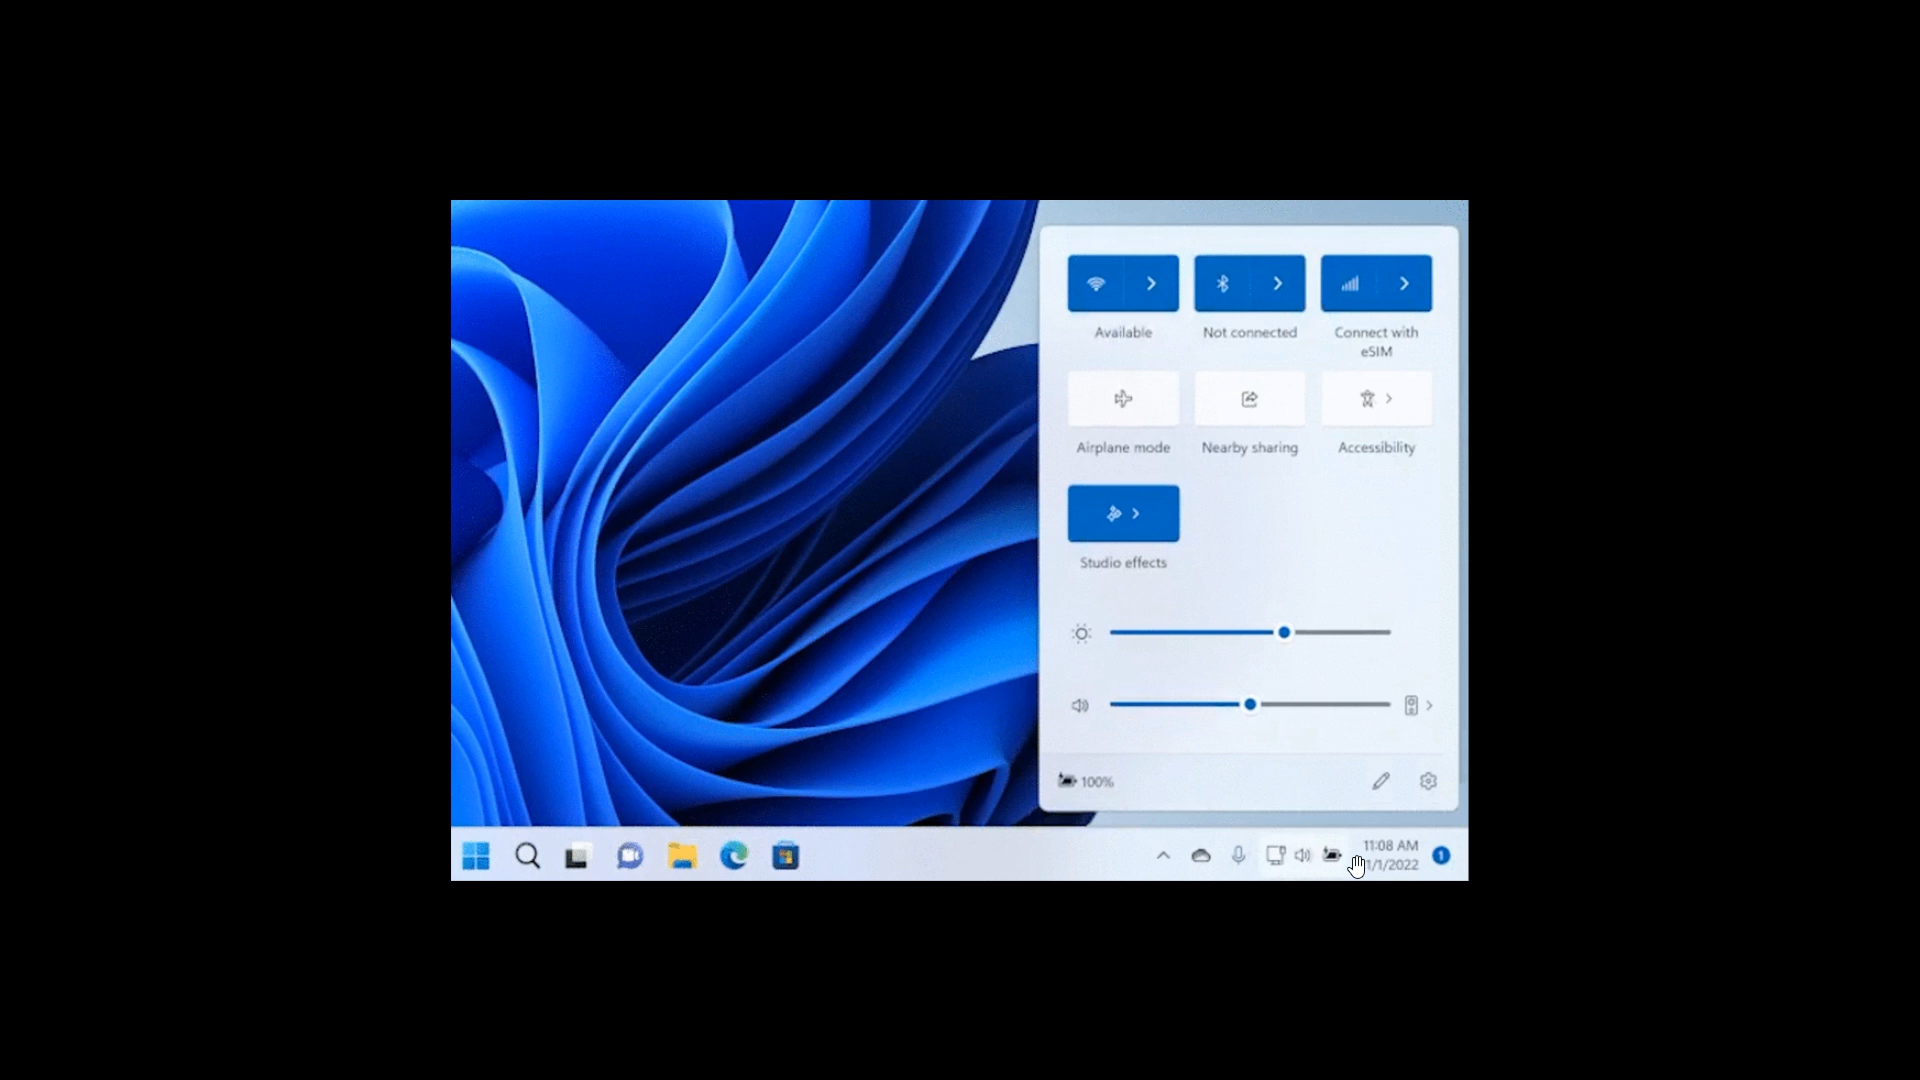 Available
Not connected
Connect with
eSIM
Airplane mode
Nearby sharing
Accessibility
Studio effects
100%
11:08 AM
1/1/2022
1